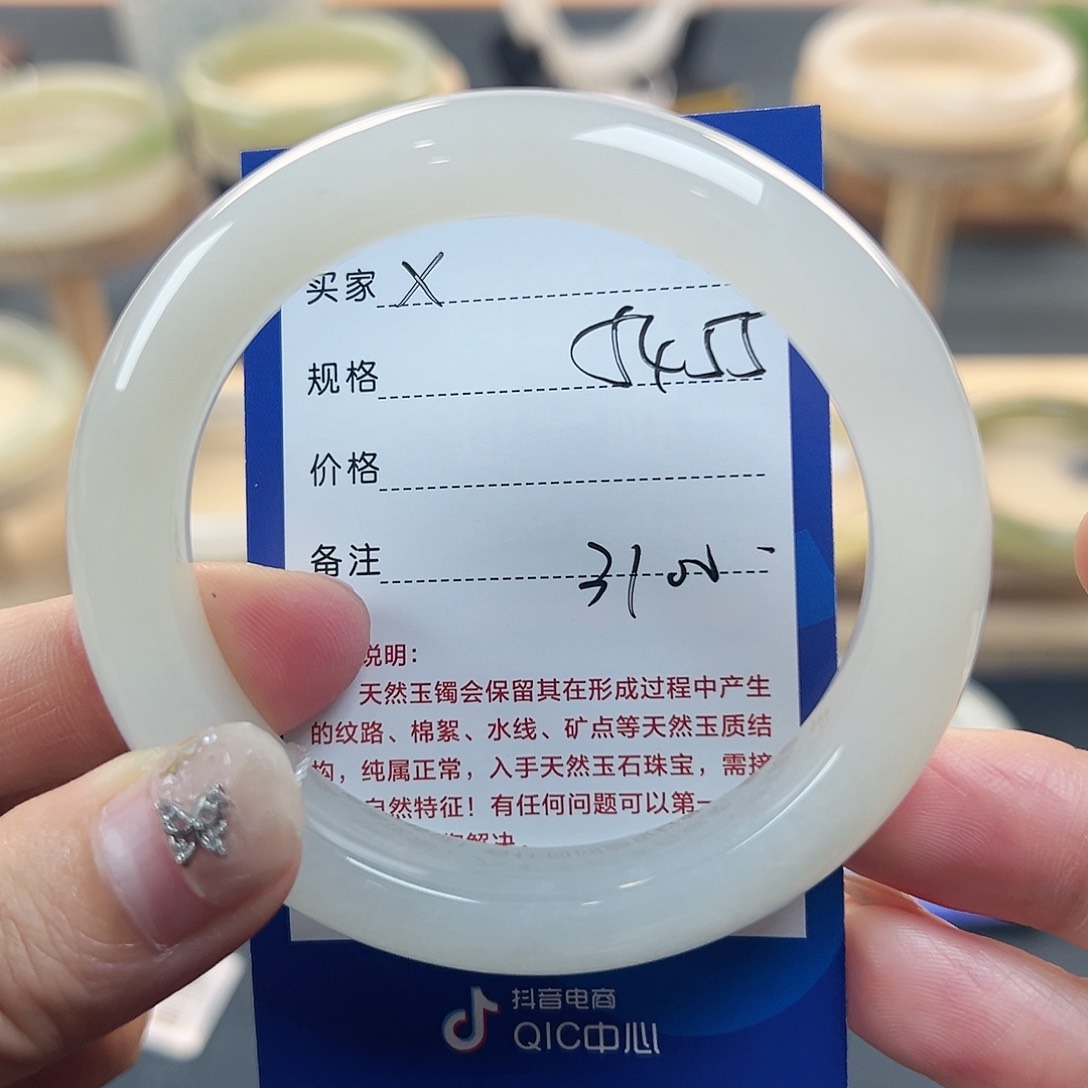 买家 X
规格
价格
备注
说明:
天然玉镯会保留其在形成过程中产生
的纹路、棉絮、水线、矿点等天然玉质结
构，纯属正常，入手天然玉石珠宝，需接
自然特征！有任何问题可以第一
解决。
抖音电商
QIC中心